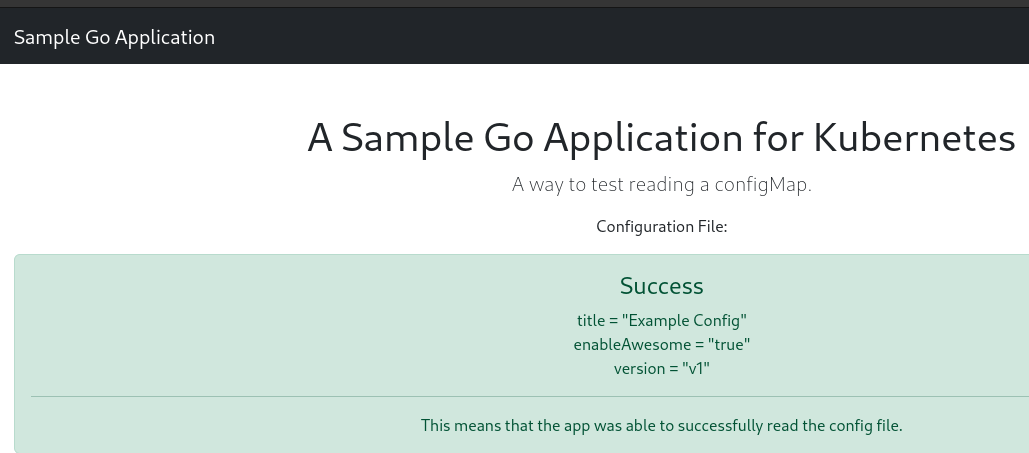 Sample Go Application
A Sample Go Application for Kubernetes
A way to test reading a configMap.
Configuration File:
Success
title = "Example Config"
enableAwesome = "true"
version = "v1"
This means that the app was able to successfully read the config file.